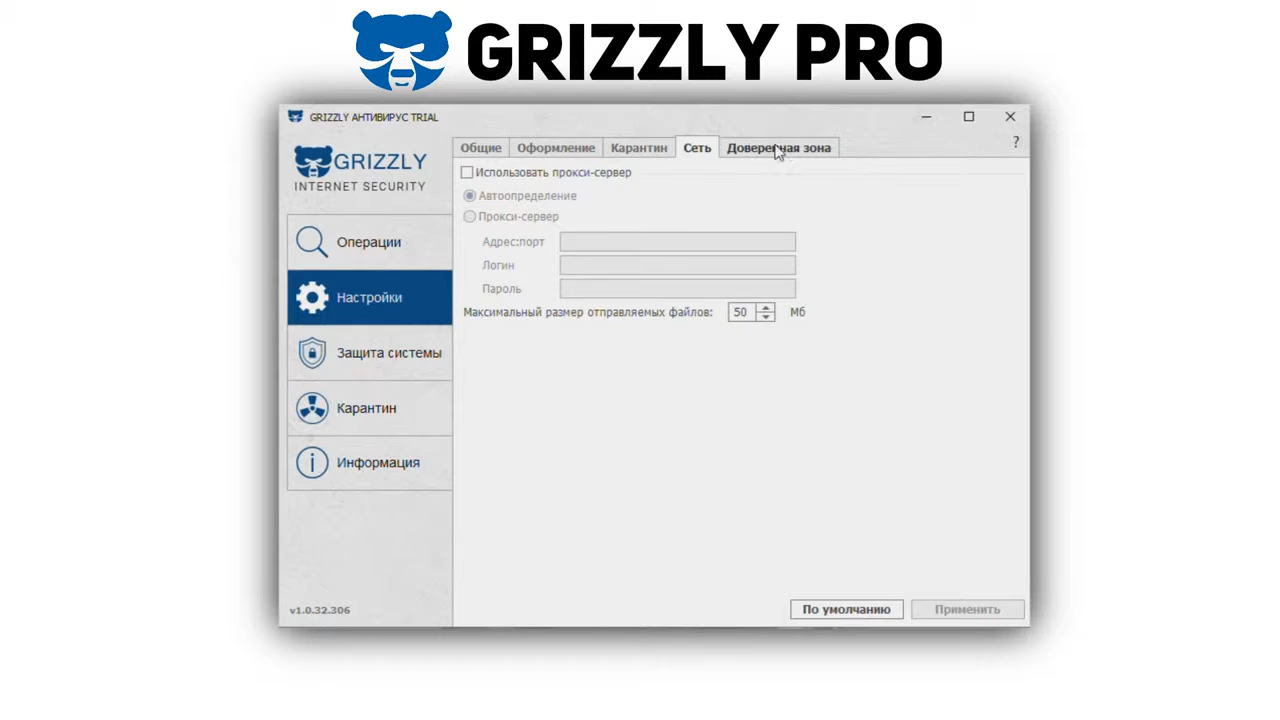 GRIZZLY PRO
GRIZZLY АНТИВИРУС TRIAL
GRIZZLY
INTERNET SECURITY
Операции
Настройки
Защита системы
Карантин
Информация
v1.0.32.306
Общие Оформление Карантин Сеть Доверенная зона ?
Использовать прокси-сервер
Автоопределение
Прокси-сервер
Адрес:порт
Логин
Пароль
Максимальный размер отправляемых файлов: 50 Мб
По умолчанию Применить